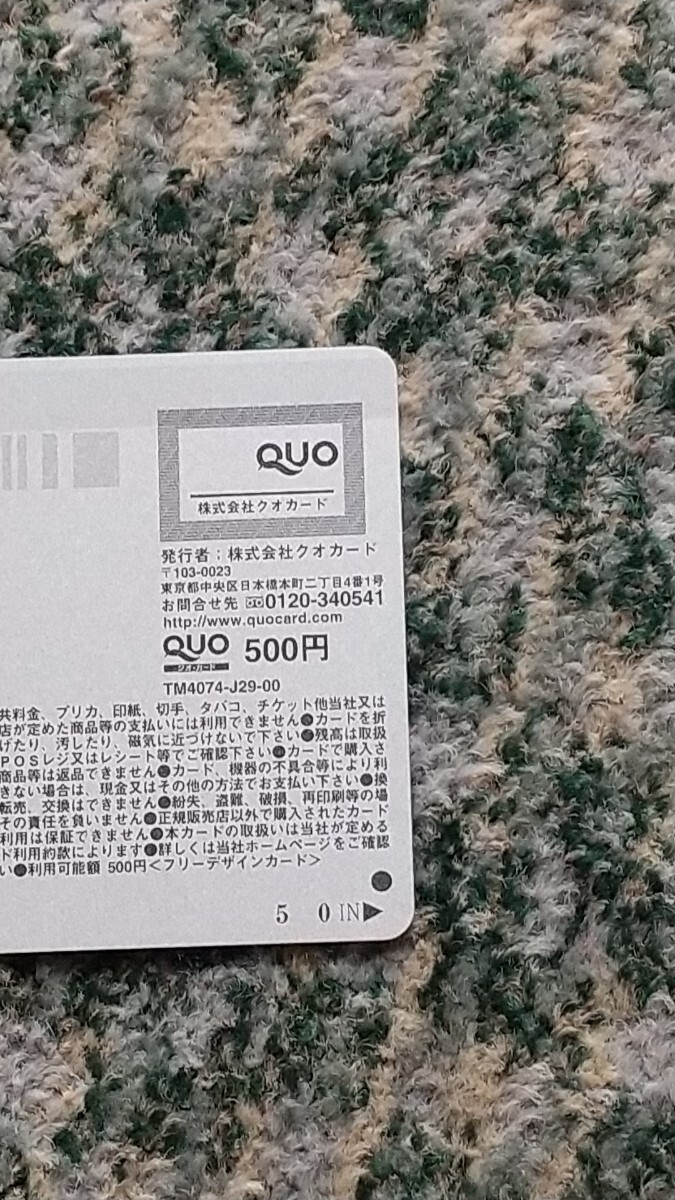 QUO
株式会社クオカード
発行者：株式会社クオカード
〒103-0023
東京都中央区日本橋本町二丁目4番1号
お問合せ先 0120-340541
http://www.quocard.com
QUO 500円
クオ・カード
TM4074-J29-00
共料金、プリカ、印紙、切手、タバコ、チケット他当社又は
店が定めた商品等の支払いには利用できません●カードを折
げたり、汚したり、磁気に近づけないで下さい●残高は取扱
POSレジ又はレシート等でご確認下さい●カードで購入さ
商品等は返品できません●カード、機器の不具合等により利
きない場合は、現金又はその他の方法でお支払い下さい●換
転売、交換はできません●紛失、盗難、破損、再印刷等の場
その責任を負いません●正規販売店以外で購入されたカード
利用は保証できません●本カードの取扱いは当社が定める
ド利用約款によります●詳しくは当社ホームページをご確認
い●利用可能額 500円＜フリーデザインカード＞
5 0 IN▶